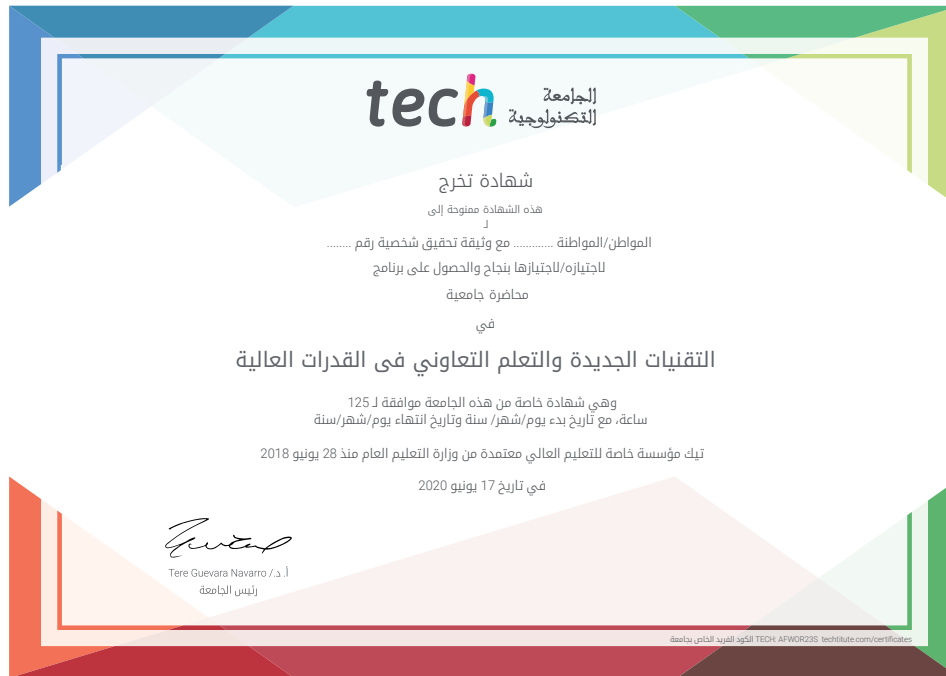 tech
الجامعة
التكنولوجية
شهادة تخرج
هذه الشهادة ممنوحة إلى
لـ
المواطن/المواطنة ............. مع وثيقة تحقيق شخصية رقم ........
لاجتيازه/لاجتيازها بنجاح والحصول على برنامج
محاضرة جامعية
في
التقنيات الجديدة والتعلم التعاوني فى القدرات العالية
وهي شهادة خاصة من هذه الجامعة موافقة لـ 125
ساعة، مع تاريخ بدء يوم/شهر/ سنة وتاريخ انتهاء يوم/شهر/سنة
تيك مؤسسة خاصة للتعليم العالي معتمدة من وزارة التعليم العام منذ 28 يونيو 2018
في تاريخ 17 يونيو 2020
أ. د./ Tere Guevara Navarro
رئيس الجامعة
الكود الفريد الخاص بجامعة TECH: AFWOR23S techtitute.com/certificates